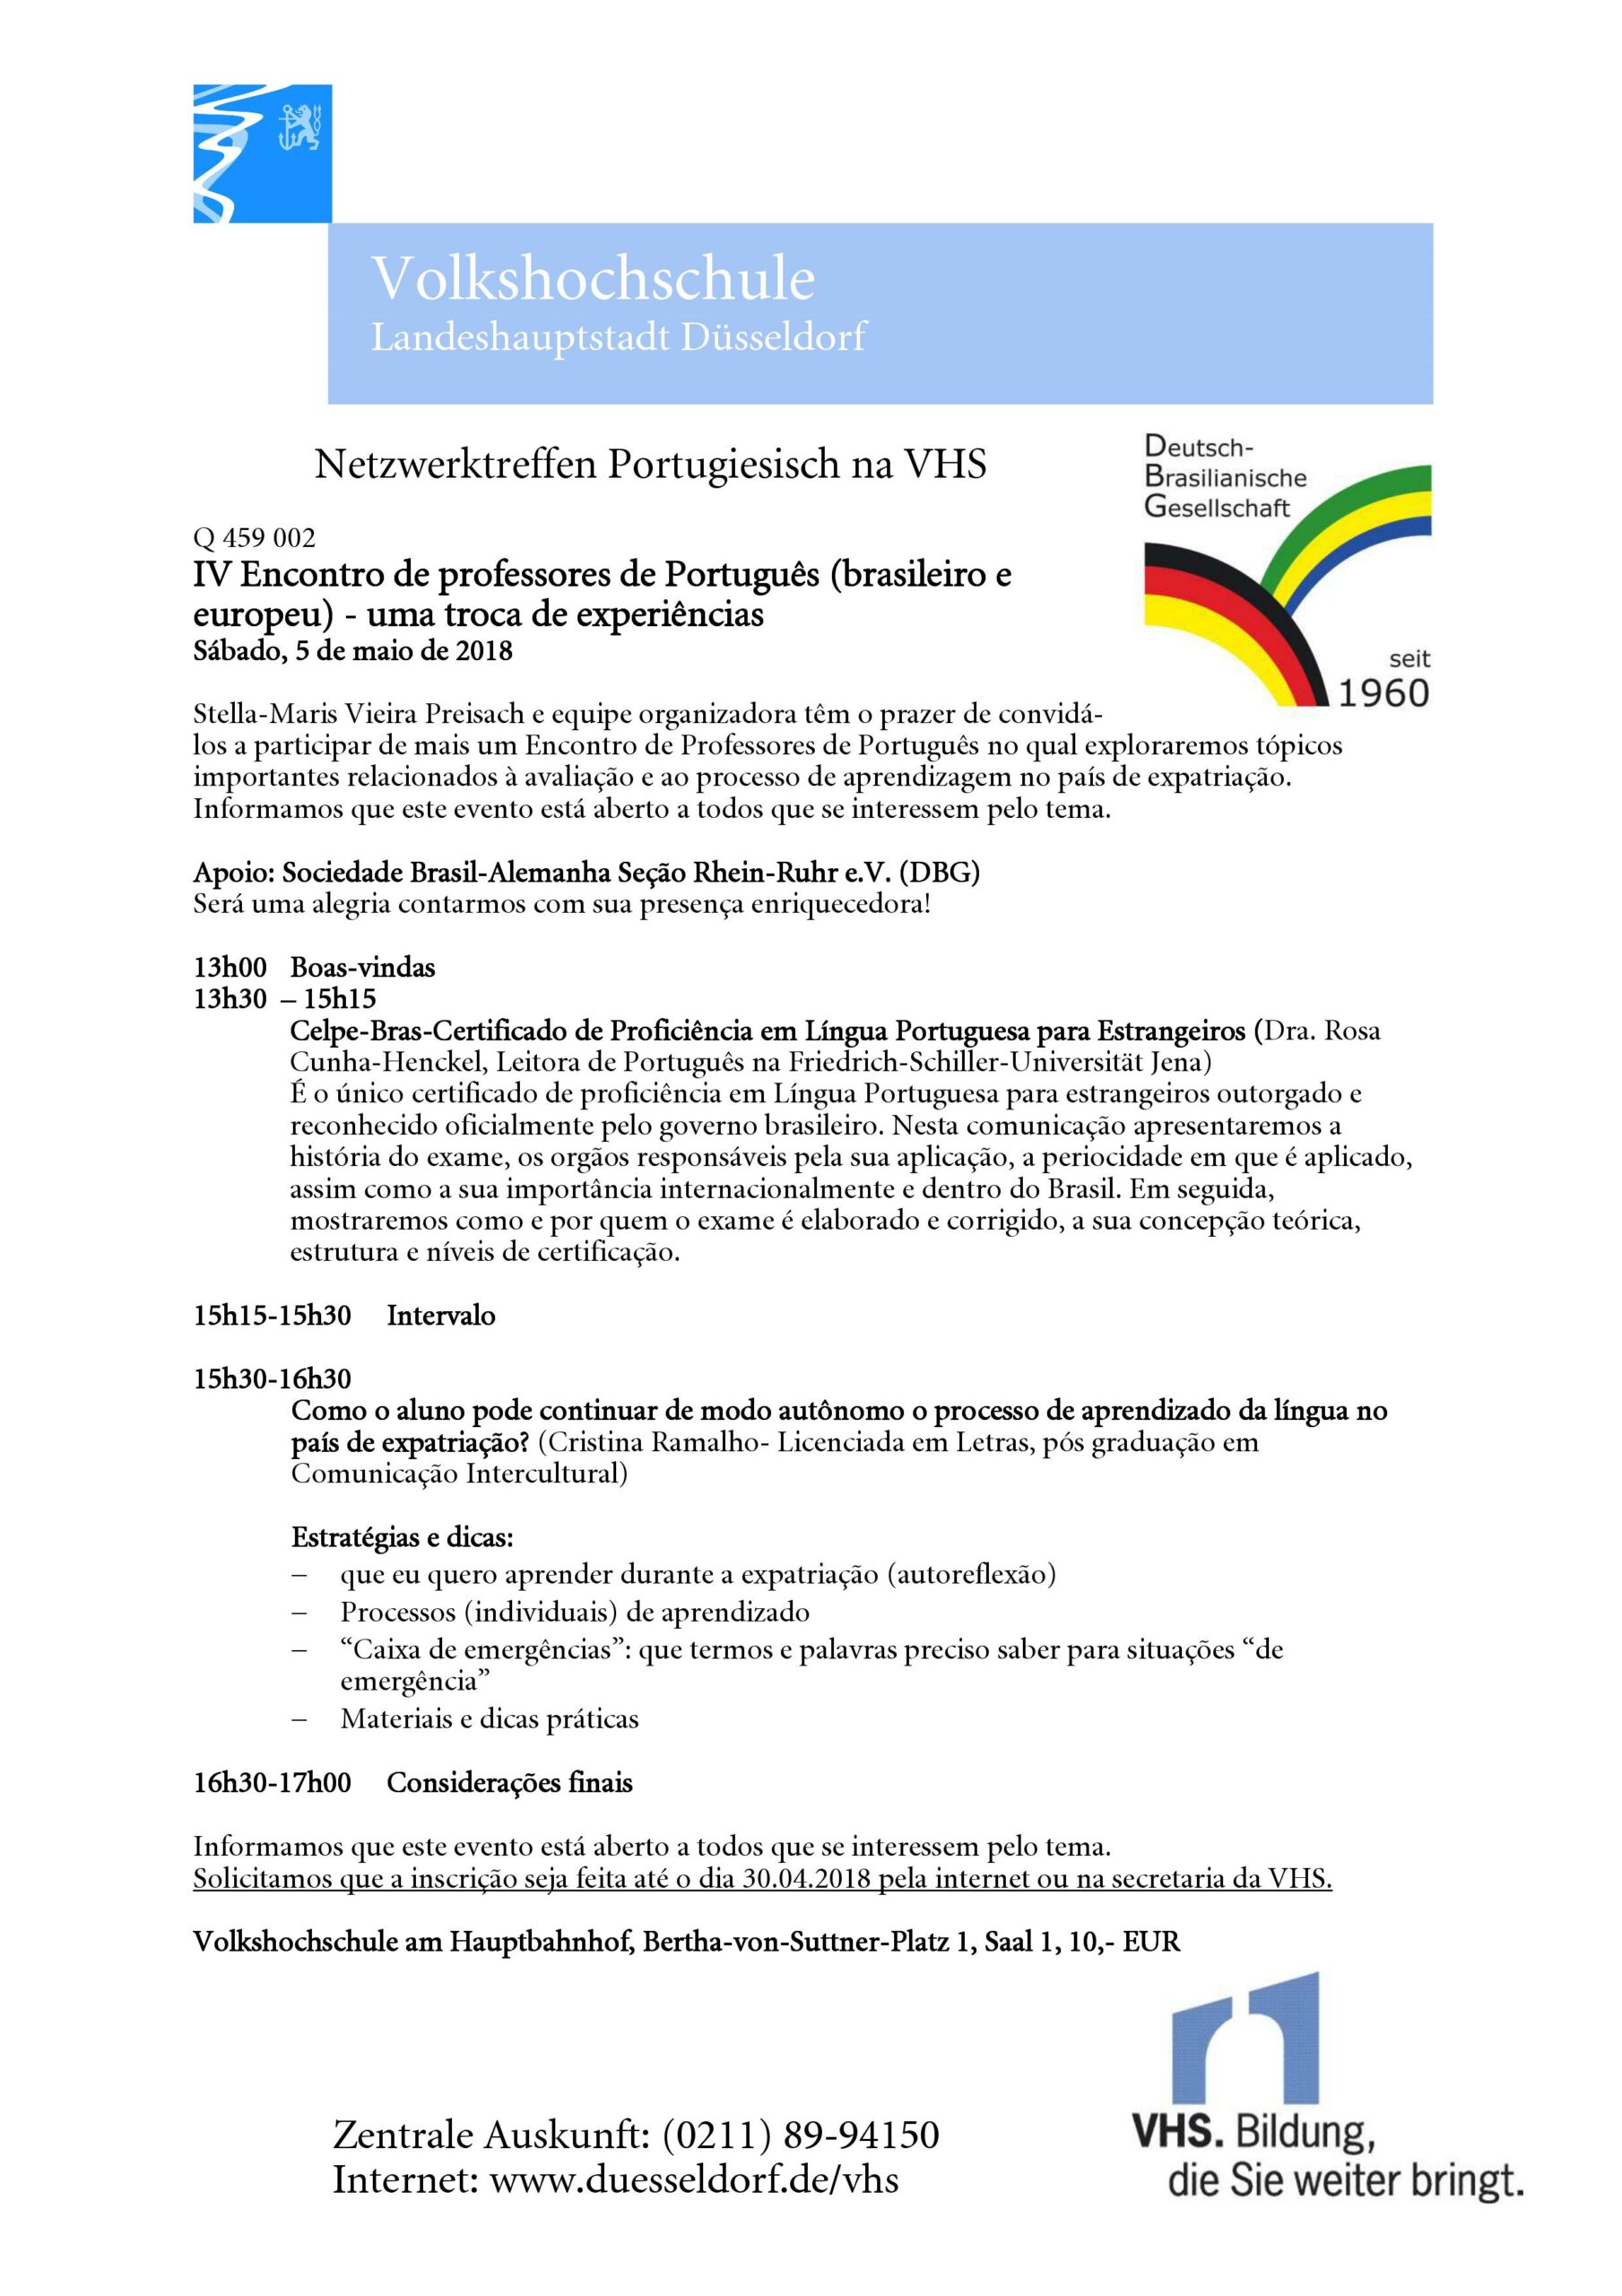 Volkshochschule
Landeshauptstadt Düsseldorf
Netzwerktreffen Portugiesisch na VHS
Deutsch-
Brasilianische
Gesellschaft
seit
1960
Q 459 002
IV Encontro de professores de Português (brasileiro e
europeu) - uma troca de experiências
Sábado, 5 de maio de 2018
Stella-Maris Vieira Preisach e equipe organizadora têm o prazer de convidá-
los a participar de mais um Encontro de Professores de Português no qual exploraremos tópicos
importantes relacionados à avaliação e ao processo de aprendizagem no país de expatriação.
Informamos que este evento está aberto a todos que se interessem pelo tema.
Apoio: Sociedade Brasil-Alemanha Seção Rhein-Ruhr e.V. (DBG)
Será uma alegria contarmos com sua presença enriquecedora!
13h00 Boas-vindas
13h30 – 15h15
Celpe-Bras-Certificado de Proficiência em Língua Portuguesa para Estrangeiros (Dra. Rosa
Cunha-Henckel, Leitora de Português na Friedrich-Schiller-Universität Jena)
É o único certificado de proficiência em Língua Portuguesa para estrangeiros outorgado e
reconhecido oficialmente pelo governo brasileiro. Nesta comunicação apresentaremos a
história do exame, os orgãos responsáveis pela sua aplicação, a periocidade em que é aplicado,
assim como a sua importância internacionalmente e dentro do Brasil. Em seguida,
mostraremos como e por quem o exame é elaborado e corrigido, a sua concepção teórica,
estrutura e níveis de certificação.
15h15-15h30 Intervalo
15h30-16h30
Como o aluno pode continuar de modo autônomo o processo de aprendizado da língua no
país de expatriação? (Cristina Ramalho- Licenciada em Letras, pós graduação em
Comunicação Intercultural)
Estratégias e dicas:
– que eu quero aprender durante a expatriação (autoreflexão)
– Processos (individuais) de aprendizado
– “Caixa de emergências”: que termos e palavras preciso saber para situações “de
emergência”
– Materiais e dicas práticas
16h30-17h00 Considerações finais
Informamos que este evento está aberto a todos que se interessem pelo tema.
Solicitamos que a inscrição seja feita até o dia 30.04.2018 pela internet ou na secretaria da VHS.
Volkshochschule am Hauptbahnhof, Bertha-von-Suttner-Platz 1, Saal 1, 10,- EUR
Zentrale Auskunft: (0211) 89-94150
Internet: www.duesseldorf.de/vhs
VHS. Bildung,
die Sie weiter bringt.